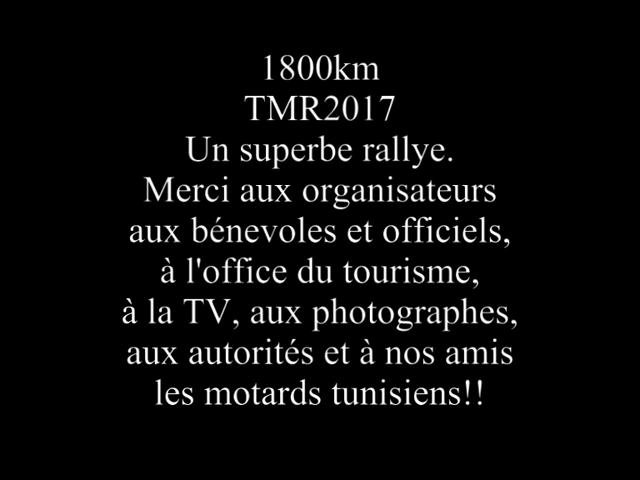 1800km
TMR2017
Un superbe rallye.
Merci aux organisateurs
aux bénevoles et officiels,
à l'office du tourisme,
à la TV, aux photographes,
aux autorités et à nos amis
les motards tunisiens!!